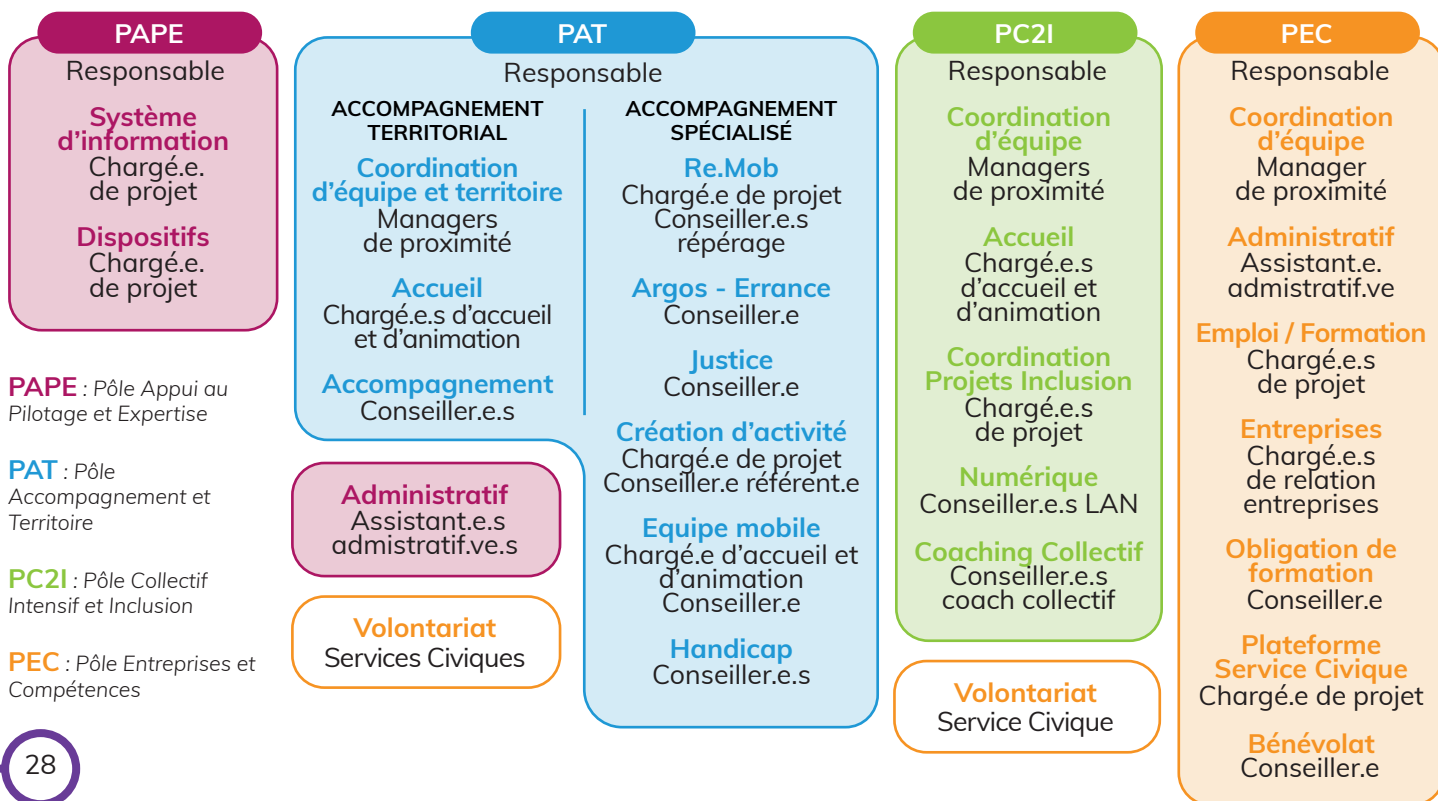 PAPE
Responsable
Système
d'information
Chargé.e.
de projet
Dispositifs
Chargé.e.
de projet
PAPE : Pôle Appui au
Pilotage et Expertise
PAT : Pôle
Accompagnement et
Territoire
PC2I : Pôle Collectif
Intensif et Inclusion
PEC : Pôle Entreprises et
Compétences
28
PAT
Responsable
ACCOMPAGNEMENT
TERRITORIAL
Coordination
d'équipe et territoire
Managers
de proximité
Accueil
Chargé.e.s d'accueil
et d'animation
Accompagnement
Conseiller.e.s
Administratif
Assistant.e.s
admistratif.ve.s
Volontariat
Services Civiques
ACCOMPAGNEMENT
SPÉCIALISÉ
Re.Mob
Chargé.e de projet
Conseiller.e.s
répérage
Argos - Errance
Conseiller.e
Justice
Conseiller.e
Création d'activité
Chargé.e de projet
Conseiller.e référent.e
Equipe mobile
Chargé.e d'accueil et
d'animation
Conseiller.e
Handicap
Conseiller.e.s
PC2I
Responsable
Coordination
d'équipe
Managers
de proximité
Accueil
Chargé.e.s
d'accueil et
d'animation
Coordination
Projets Inclusion
Chargé.e.s
de projet
Numérique
Conseiller.e.s LAN
Coaching Collectif
Conseiller.e.s
coach collectif
Volontariat
Service Civique
PEC
Responsable
Coordination
d'équipe
Manager
de proximité
Administratif
Assistant.e.
admistratif.ve
Emploi / Formation
Chargé.e.s
de projet
Entreprises
Chargé.e.s
de relation
entreprises
Obligation de
formation
Conseiller.e
Plateforme
Service Civique
Chargé.e de projet
Bénévolat
Conseiller.e